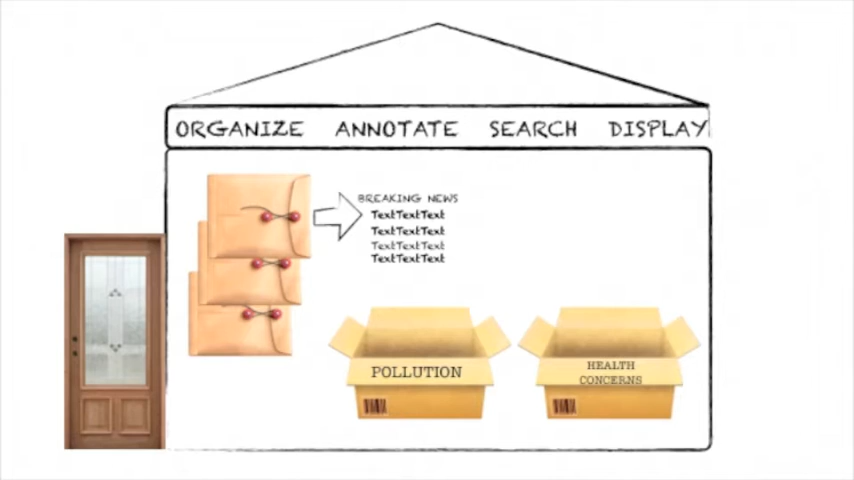 ORGANIZE ANNOTATE SEARCH DISPLAY
BREAKING NEWS
TextTextText
TextTextText
TextTextText
TextTextText
POLLUTION
HEALTH
CONCERNS